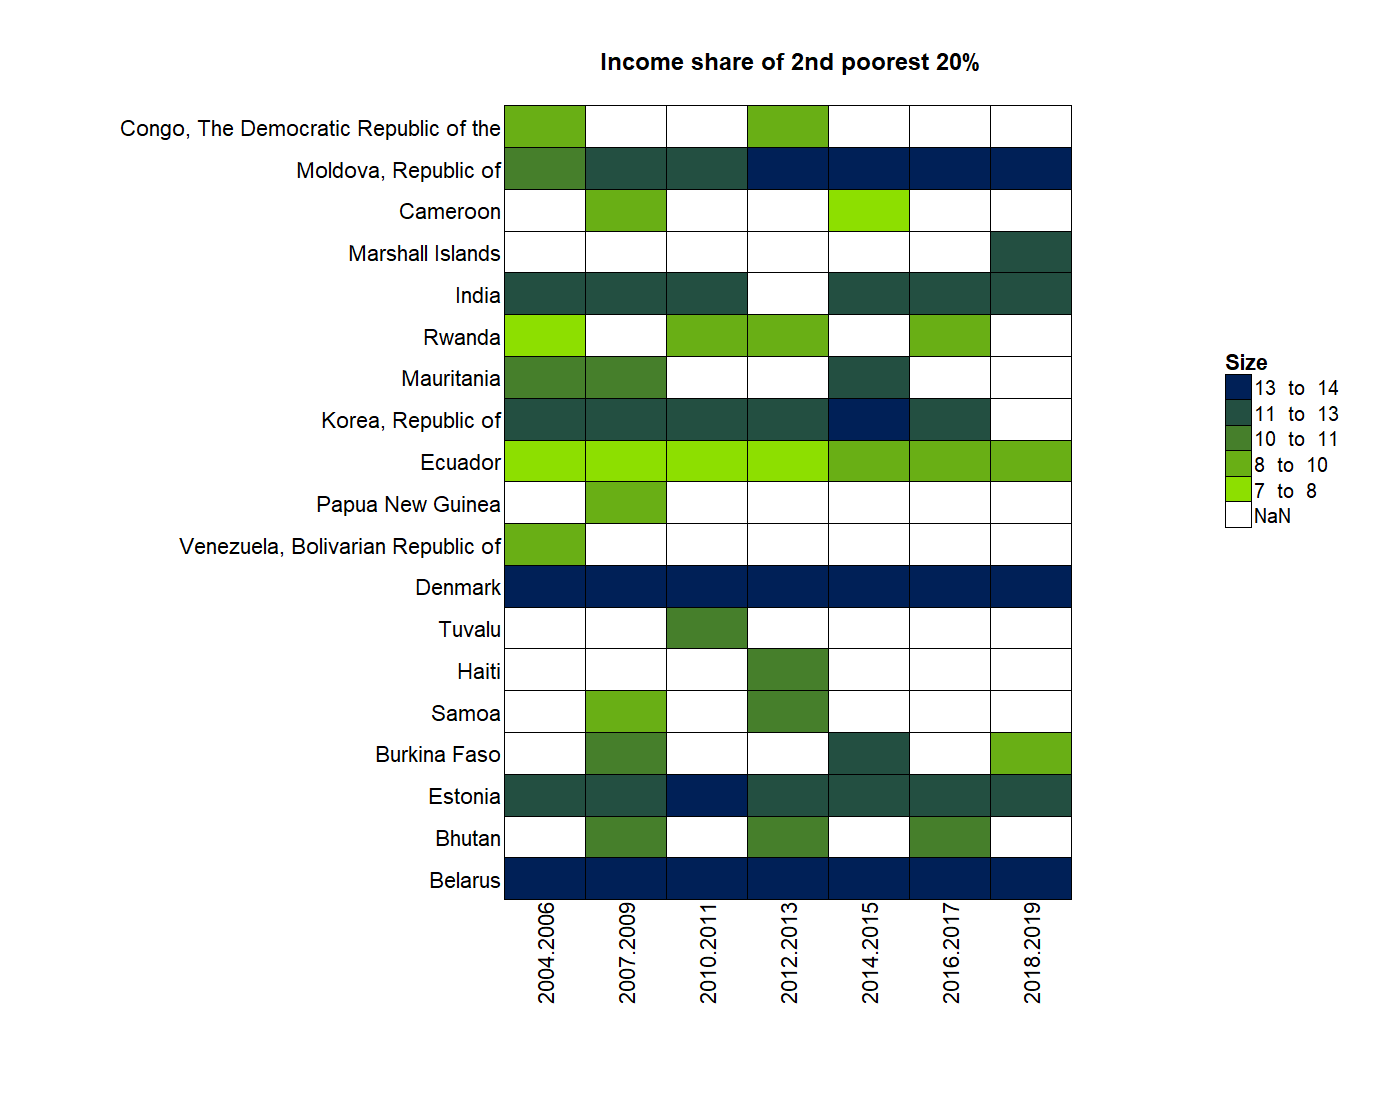 Income share of 2nd poorest 20%
Congo, The Democratic Republic of the
Moldova, Republic of
Cameroon
Marshall Islands
India
Rwanda
Mauritania
Korea, Republic of
Ecuador
Papua New Guinea
Venezuela, Bolivarian Republic of
Denmark
Tuvalu
Haiti
Samoa
Burkina Faso
Estonia
Bhutan
Belarus
2004.2006
2007.2009
2010.2011
2012.2013
2014.2015
2016.2017
2018.2019
Size
13 to 14
11 to 13
10 to 11
8 to 10
7 to 8
NaN